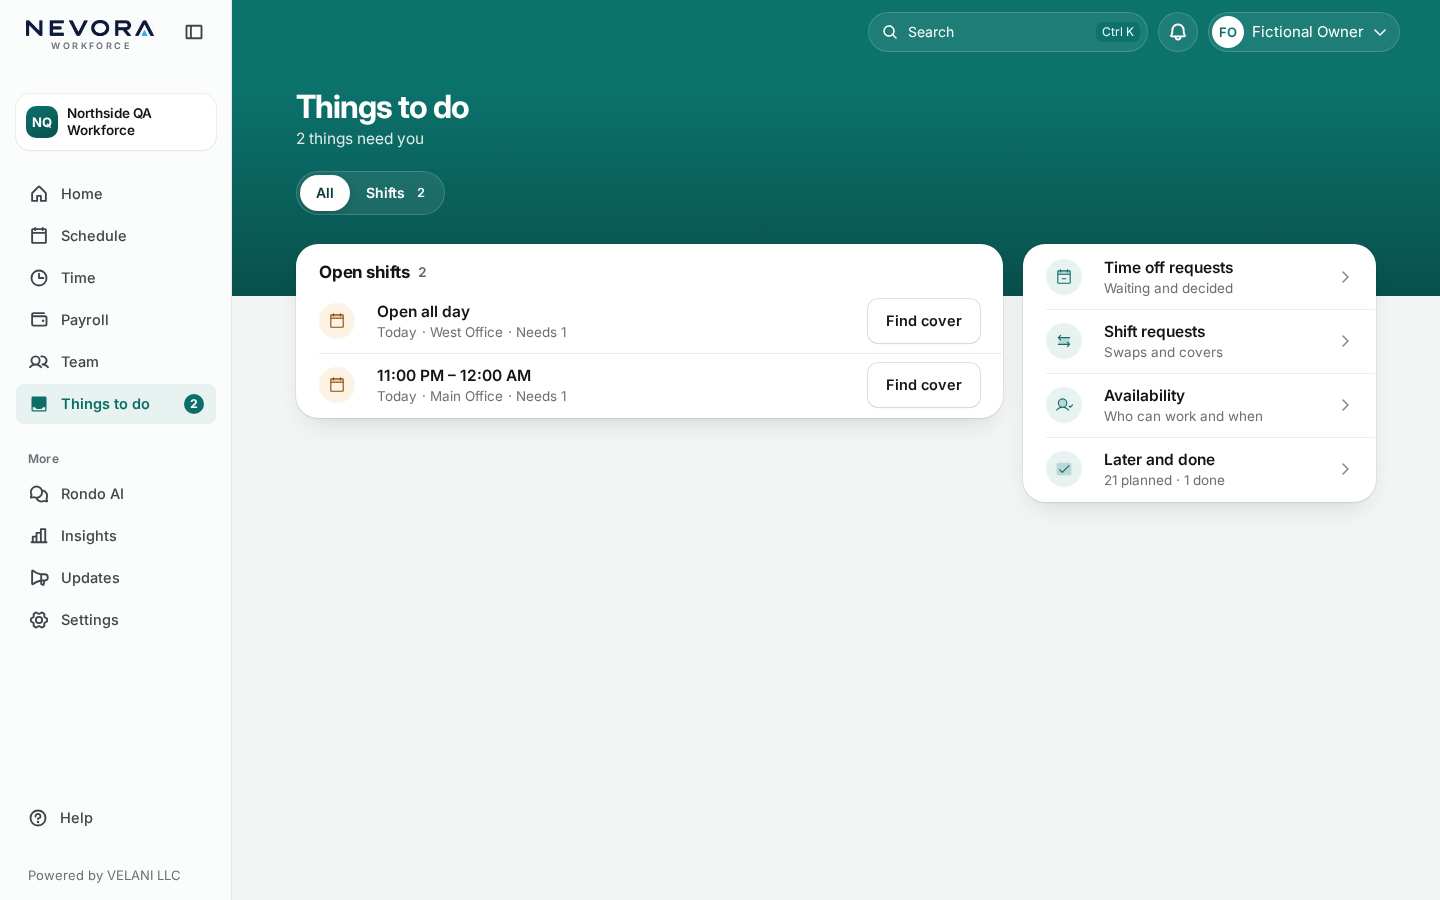 NEVORA
WORKFORCE
Search
Ctrl K
FO
Fictional Owner
NQ
Northside QA
Workforce
Home
Schedule
Time
Payroll
Team
Things to do
2
More
Rondo AI
Insights
Updates
Settings
Help
Powered by VELANI LLC
Things to do
2 things need you
All
Shifts 2
Open shifts 2
Open all day
Today · West Office · Needs 1
Find cover
11:00 PM – 12:00 AM
Today · Main Office · Needs 1
Find cover
Time off requests
Waiting and decided
Shift requests
Swaps and covers
Availability
Who can work and when
Later and done
21 planned · 1 done